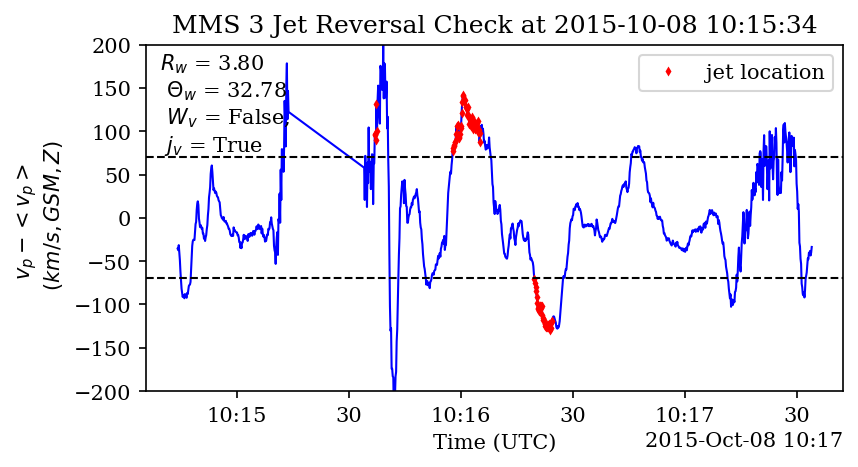 MMS 3 Jet Reversal Check at 2015-10-08 10:15:34
R_w = 3.80
Θ_w = 32.78,
W_v = False,
j_v = True
jet location
v_p − < v_p >
(km/s, GSM, Z)
200
150
100
50
0
−50
−100
−150
−200
10:15
30
10:16
30
10:17
30
Time (UTC)
2015-Oct-08 10:17